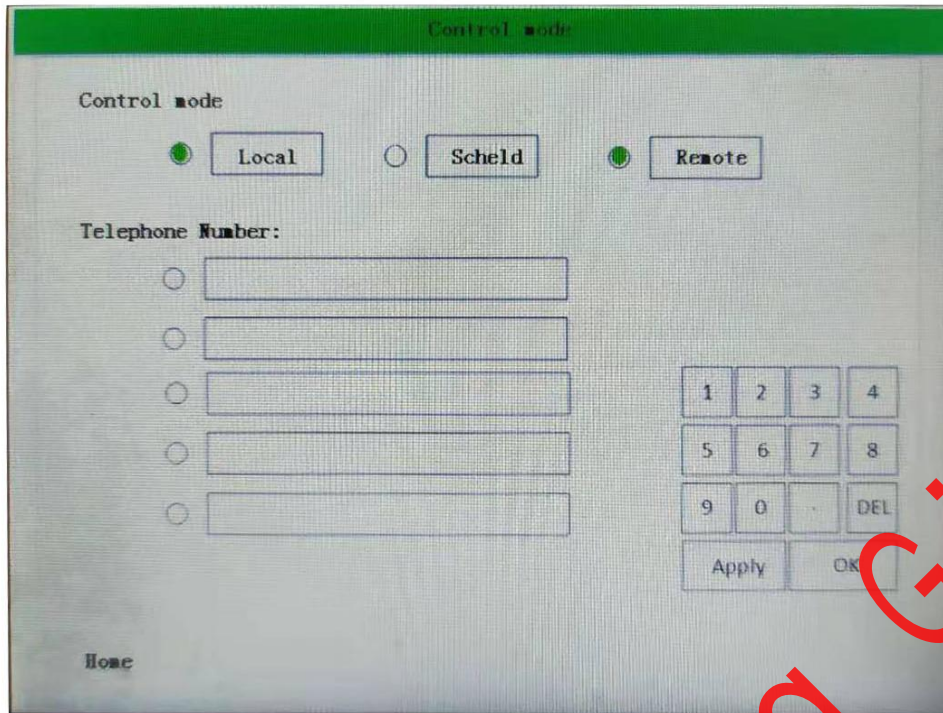 Control mode
Control mode
Local Scheld Remote
Telephone Number:
1 2 3 4
5 6 7 8
9 0 . DEL
Apply OK
Home